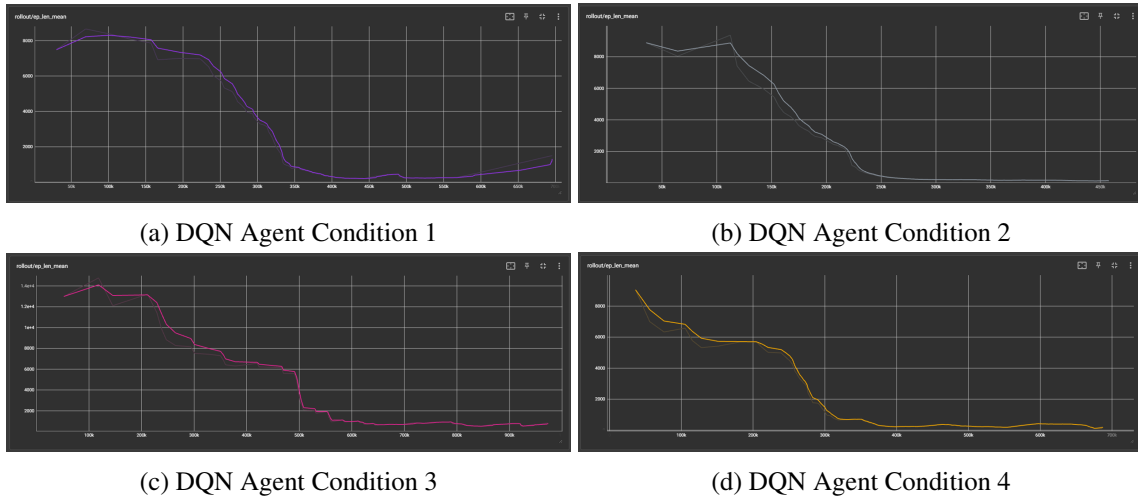 rollout/ep_len_mean
8000
6000
4000
2000
50k 100k 150k 200k 250k 300k 350k 400k 450k 500k 550k 600k 650k
(a) DQN Agent Condition 1
rollout/ep_len_mean
8000
6000
4000
2000
50k 100k 150k 200k 250k 300k 350k 400k
(b) DQN Agent Condition 2
rollout/ep_len_mean
1.4e+4
1.2e+4
1e+4
8000
6000
4000
2000
0
100k 200k 300k 400k 500k 600k 700k 800k 900k
(c) DQN Agent Condition 3
rollout/ep_len_mean
8000
6000
4000
2000
100k 200k 300k 400k 500k 600k 700k
(d) DQN Agent Condition 4